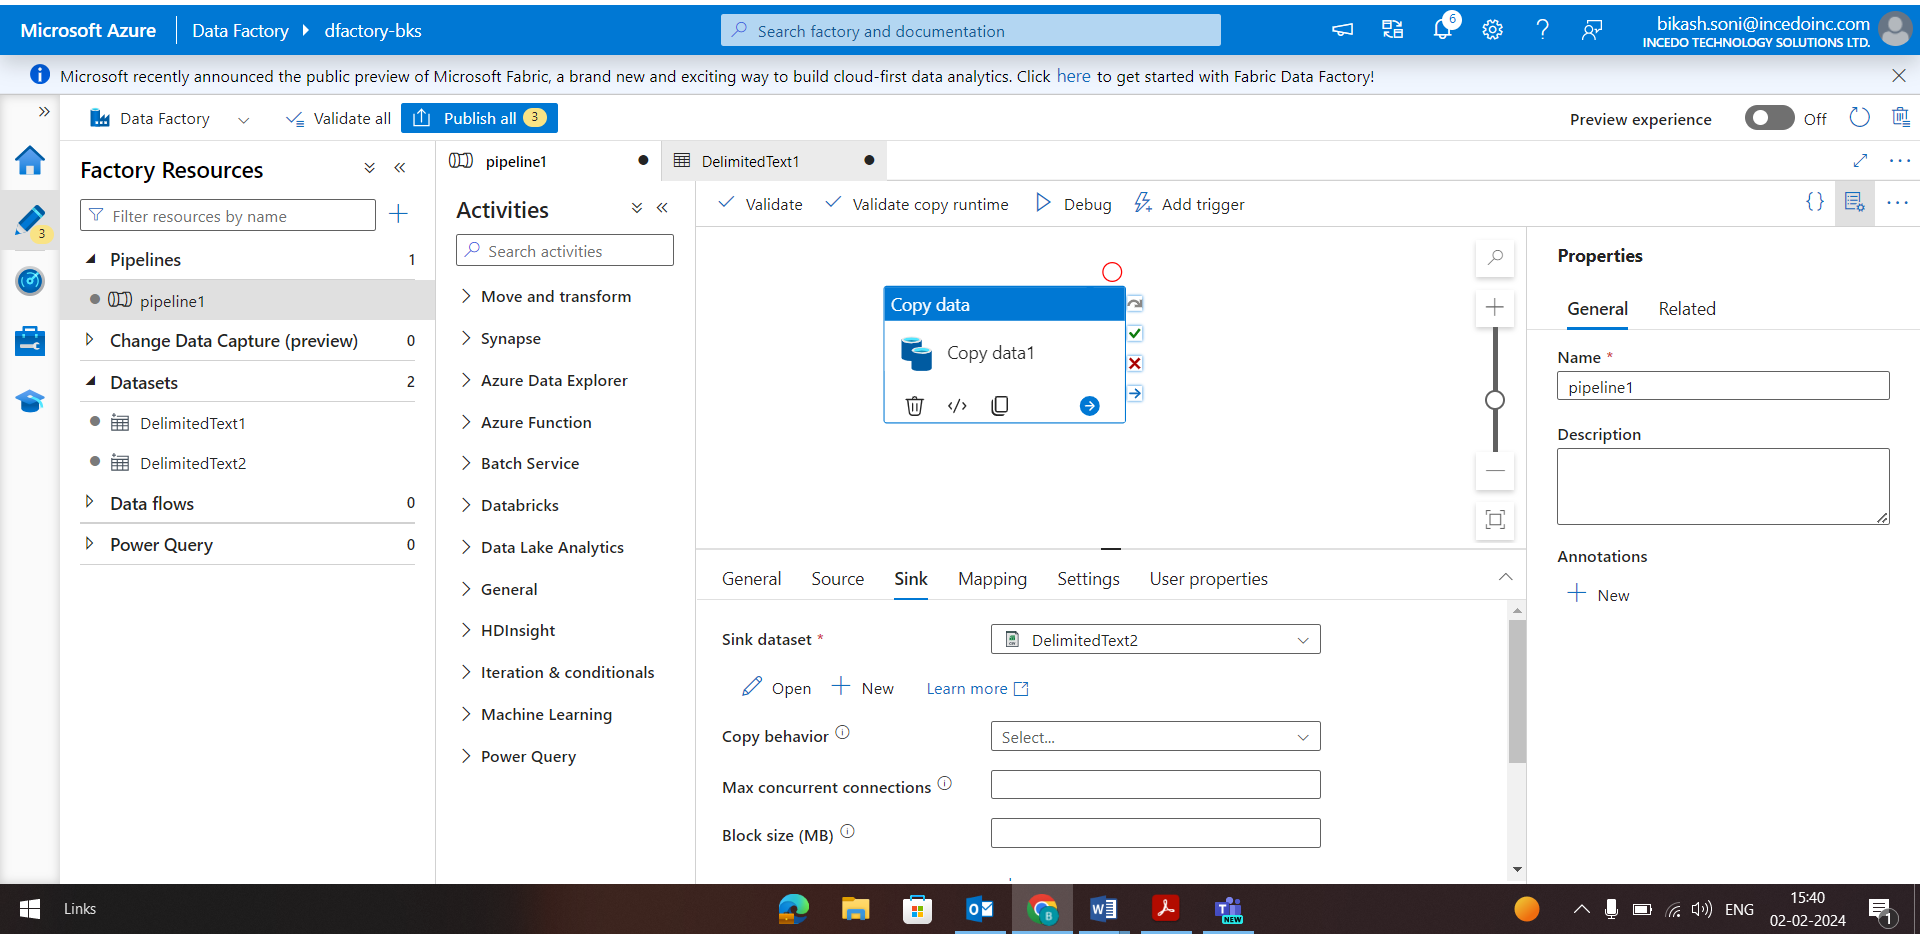 Microsoft Azure
Data Factory
dfactory-bks
Search factory and documentation
6
bikash.soni@incedoinc.com
INCEDO TECHNOLOGY SOLUTIONS LTD.
Microsoft recently announced the public preview of Microsoft Fabric, a brand new and exciting way to build cloud-first data analytics. Click here to get started with Fabric Data Factory!
Data Factory
Validate all
Publish all 3
Preview experience
Off
3
Factory Resources
Filter resources by name
Pipelines 1
pipeline1
Change Data Capture (preview) 0
Datasets 2
DelimitedText1
DelimitedText2
Data flows 0
Power Query 0
pipeline1
DelimitedText1
Activities
Search activities
Move and transform
Synapse
Azure Data Explorer
Azure Function
Batch Service
Databricks
Data Lake Analytics
General
HDInsight
Iteration & conditionals
Machine Learning
Power Query
Validate
Validate copy runtime
Debug
Add trigger
{}
Copy data
Copy data1
General Source Sink Mapping Settings User properties
Sink dataset *
DelimitedText2
Open
New
Learn more
Copy behavior
Select...
Max concurrent connections
Block size (MB)
Properties
General Related
Name *
pipeline1
Description
Annotations
New
Links
NEW
ENG
15:40
02-02-2024
1